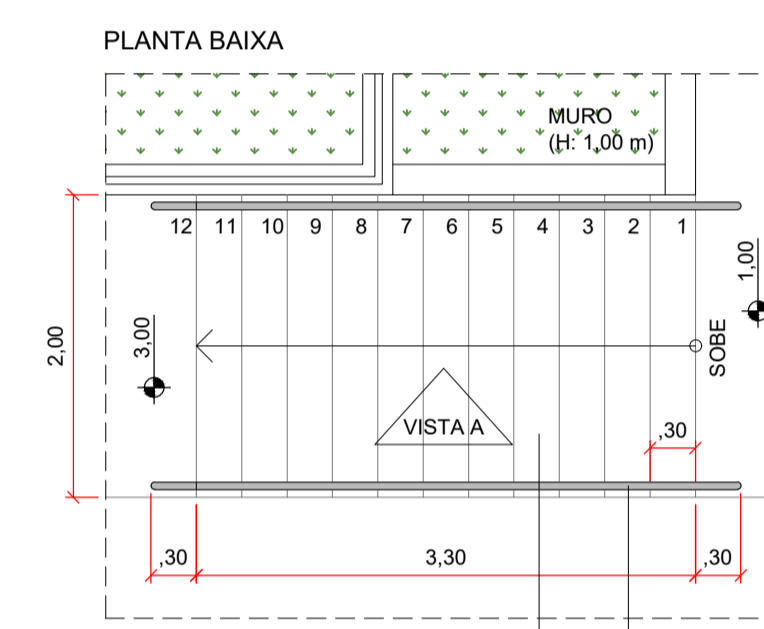 PLANTA BAIXA
MURO
(H: 1,00 m)
12 11 10 9 8 7 6 5 4 3 2 1
1,00
2,00
3,00
SOBE
VISTA A
,30
,30
3,30
,30